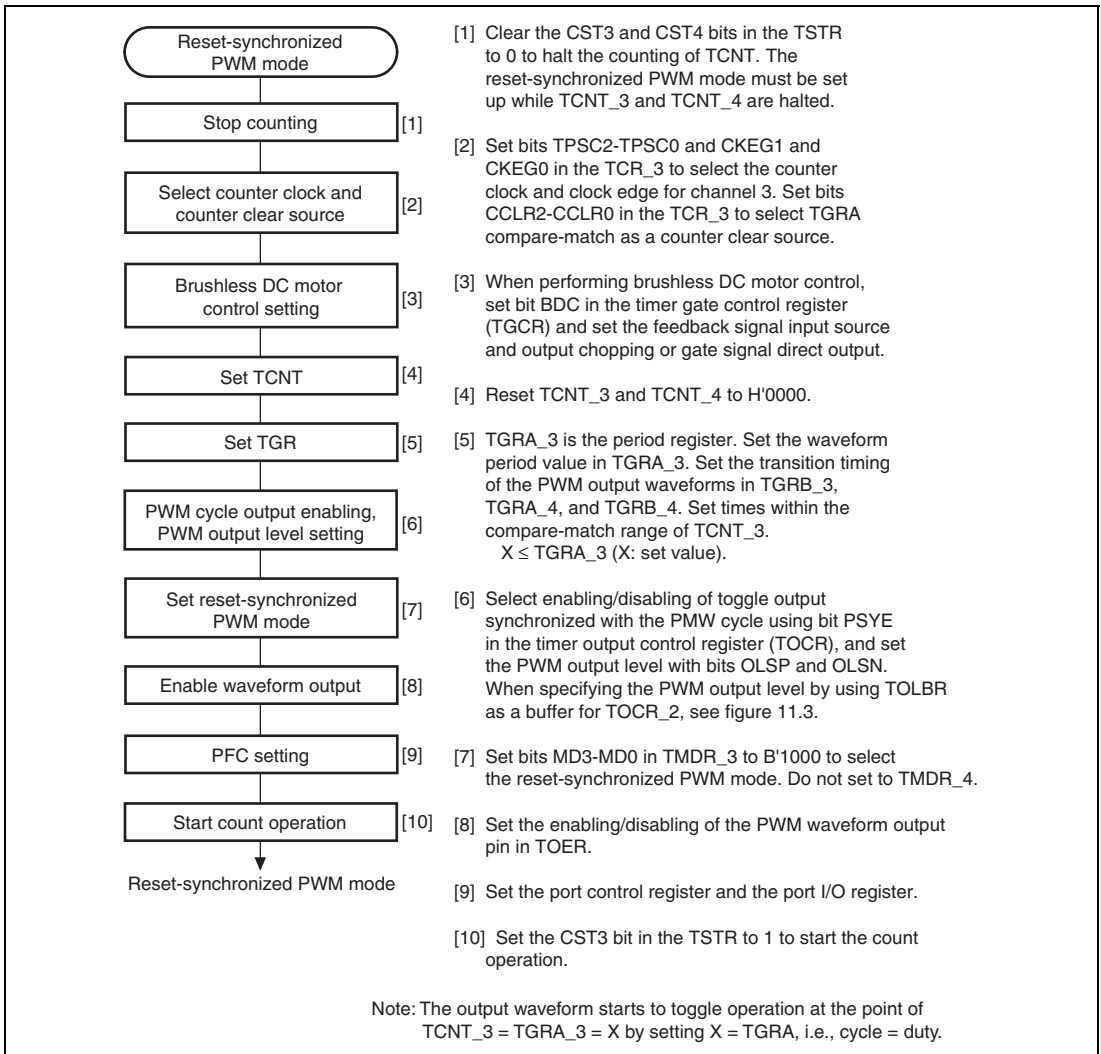 Reset-synchronized
PWM mode
Stop counting
[1]
Select counter clock and
counter clear source
[2]
Brushless DC motor
control setting
[3]
Set TCNT
[4]
Set TGR
[5]
PWM cycle output enabling,
PWM output level setting
[6]
Set reset-synchronized
PWM mode
[7]
Enable waveform output
[8]
PFC setting
[9]
Start count operation
[10]
Reset-synchronized PWM mode
[1] Clear the CST3 and CST4 bits in the TSTR
to 0 to halt the counting of TCNT. The
reset-synchronized PWM mode must be set
up while TCNT_3 and TCNT_4 are halted.
[2] Set bits TPSC2-TPSC0 and CKEG1 and
CKEG0 in the TCR_3 to select the counter
clock and clock edge for channel 3. Set bits
CCLR2-CCLR0 in the TCR_3 to select TGRA
compare-match as a counter clear source.
[3] When performing brushless DC motor control,
set bit BDC in the timer gate control register
(TGCR) and set the feedback signal input source
and output chopping or gate signal direct output.
[4] Reset TCNT_3 and TCNT_4 to H'0000.
[5] TGRA_3 is the period register. Set the waveform
period value in TGRA_3. Set the transition timing
of the PWM output waveforms in TGRB_3,
TGRA_4, and TGRB_4. Set times within the
compare-match range of TCNT_3.
X ≤ TGRA_3 (X: set value).
[6] Select enabling/disabling of toggle output
synchronized with the PMW cycle using bit PSYE
in the timer output control register (TOCR), and set
the PWM output level with bits OLSP and OLSN.
When specifying the PWM output level by using TOLBR
as a buffer for TOCR_2, see figure 11.3.
[7] Set bits MD3-MD0 in TMDR_3 to B'1000 to select
the reset-synchronized PWM mode. Do not set to TMDR_4.
[8] Set the enabling/disabling of the PWM waveform output
pin in TOER.
[9] Set the port control register and the port I/O register.
[10] Set the CST3 bit in the TSTR to 1 to start the count
operation.
Note: The output waveform starts to toggle operation at the point of
TCNT_3 = TGRA_3 = X by setting X = TGRA, i.e., cycle = duty.